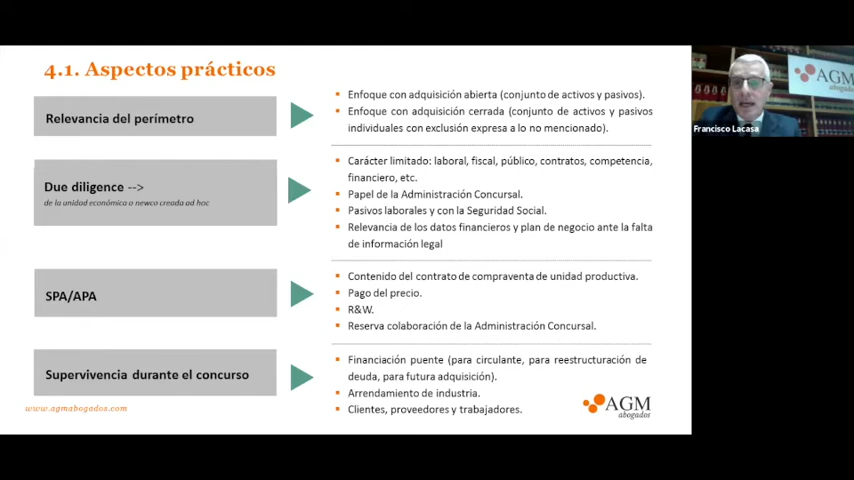 4.1. Aspectos prácticos
Relevancia del perímetro
Enfoque con adquisición abierta (conjunto de activos y pasivos).
Enfoque con adquisición cerrada (conjunto de activos y pasivos
individuales con exclusión expresa a lo no mencionado).
Due diligence -->
de la unidad económica o newco creada ad hoc
Carácter limitado: laboral, fiscal, público, contratos, competencia,
financiero, etc.
Papel de la Administración Concursal.
Pasivos laborales y con la Seguridad Social.
Relevancia de los datos financieros y plan de negocio ante la falta
de información legal
SPA/APA
Contenido del contrato de compraventa de unidad productiva.
Pago del precio.
R&W.
Reserva colaboración de la Administración Concursal.
Supervivencia durante el concurso
Financiación puente (para circulante, para reestructuración de
deuda, para futura adquisición).
Arrendamiento de industria.
Clientes, proveedores y trabajadores.
www.agmabogados.com
AGM
abogados
AGM
abogados
Francisco Lacasa